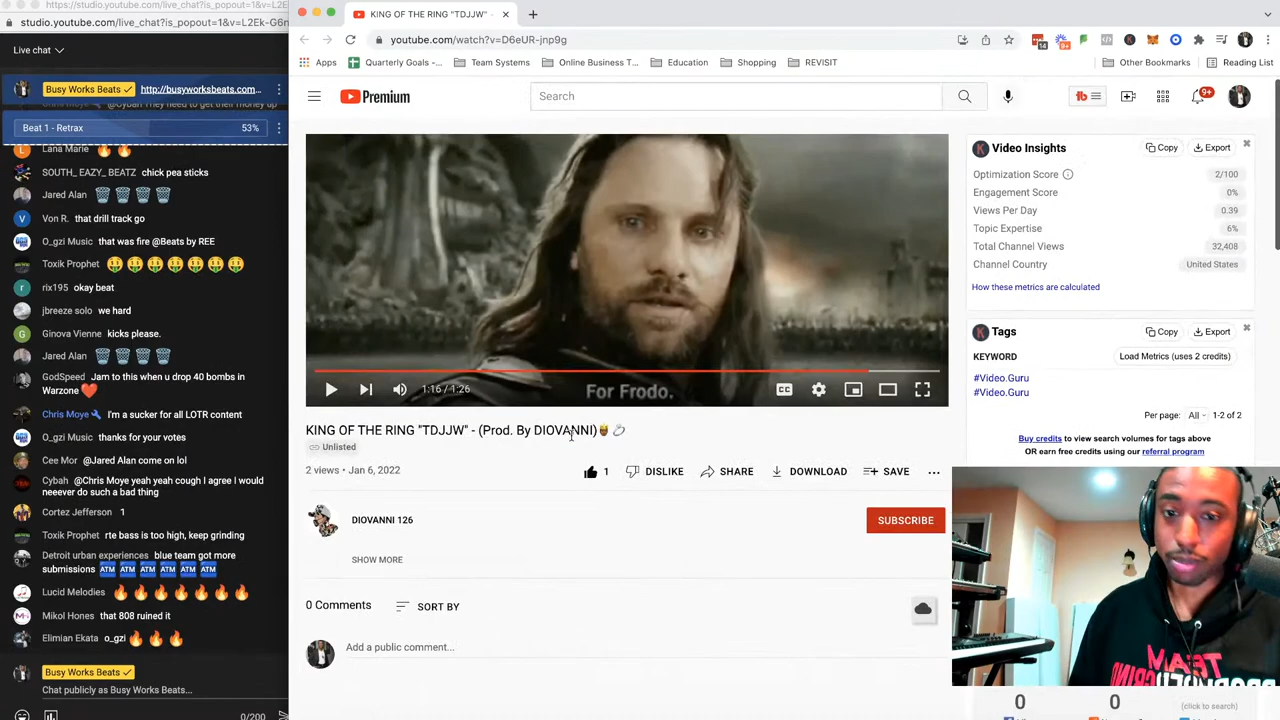 https://studio.youtube.com/live_chat?is_popout=1&v=L2Ek-G6n
studio.youtube.com/live_chat?is_popout=1&v=L2Ek-G6n
Live chat
Busy Works Beats http://busyworksbeats.com...
Chris Moye @Cybah They need to get their money up
Beat 1 - Retrax 53%
Lana Marie
SOUTH_ EAZY_ BEATZ chick pea sticks
Jared Alan
Von R. that drill track go
O_gzi Music that was fire @Beats by REE
Toxik Prophet
rix195 okay beat
jbreeze solo we hard
Ginova Vienne kicks please.
Jared Alan
GodSpeed Jam to this when u drop 40 bombs in
Warzone
Chris Moye I'm a sucker for all LOTR content
O_gzi Music thanks for your votes
Cee Mor @Jared Alan come on lol
Cybah @Chris Moye yeah yeah cough I agree I would
neeever do such a bad thing
Cortez Jefferson 1
Toxik Prophet rte bass is too high, keep grinding
Detroit urban experiences blue team got more
submissions
Lucid Melodies
Mikol Hones that 808 ruined it
Elimian Ekata o_gzi
Busy Works Beats
Chat publicly as Busy Works Beats...
0/200
KING OF THE RING "TDJJW" -
youtube.com/watch?v=D6eUR-jnp9g
14
9+
Apps Quarterly Goals -... Team Systems Online Business T... Education Shopping REVISIT Other Bookmarks Reading List
Premium
Search
9+
For Frodo.
1:16 / 1:26
CC
KING OF THE RING "TDJJW" - (Prod. By DIOVANNI)
Unlisted
2 views • Jan 6, 2022
1 DISLIKE SHARE DOWNLOAD SAVE
DIOVANNI 126
SUBSCRIBE
SHOW MORE
0 Comments SORT BY
Add a public comment...
Video Insights Copy Export
Optimization Score 2/100
Engagement Score 0%
Views Per Day 0.39
Topic Expertise 6%
Total Channel Views 32,408
Channel Country United States
How these metrics are calculated
Tags Copy Export
KEYWORD Load Metrics (uses 2 credits)
#Video.Guru
#Video.Guru
Per page: All 1-2 of 2
Buy credits to view search volumes for tags above
OR earn free credits using our referral program
TEAM
0 0 (click to search)